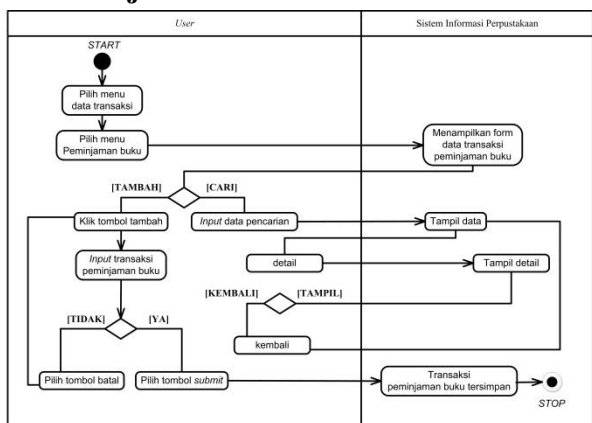 User
Sistem Informasi Perpustakaan
START
Pilih menu
data transaksi
Pilih menu
Peminjaman buku
Menampilkan form
data transaksi
peminjaman buku
[TAMBAH]
[CARI]
Klik tombol tambah
Input data pencarian
Tampil data
Input transaksi
peminjaman buku
detail
Tampil detail
[KEMBALI]
[TAMPIL]
[TIDAK]
[YA]
kembali
Pilih tombol batal
Pilih tombol submit
Transaksi
peminjaman buku tersimpan
STOP